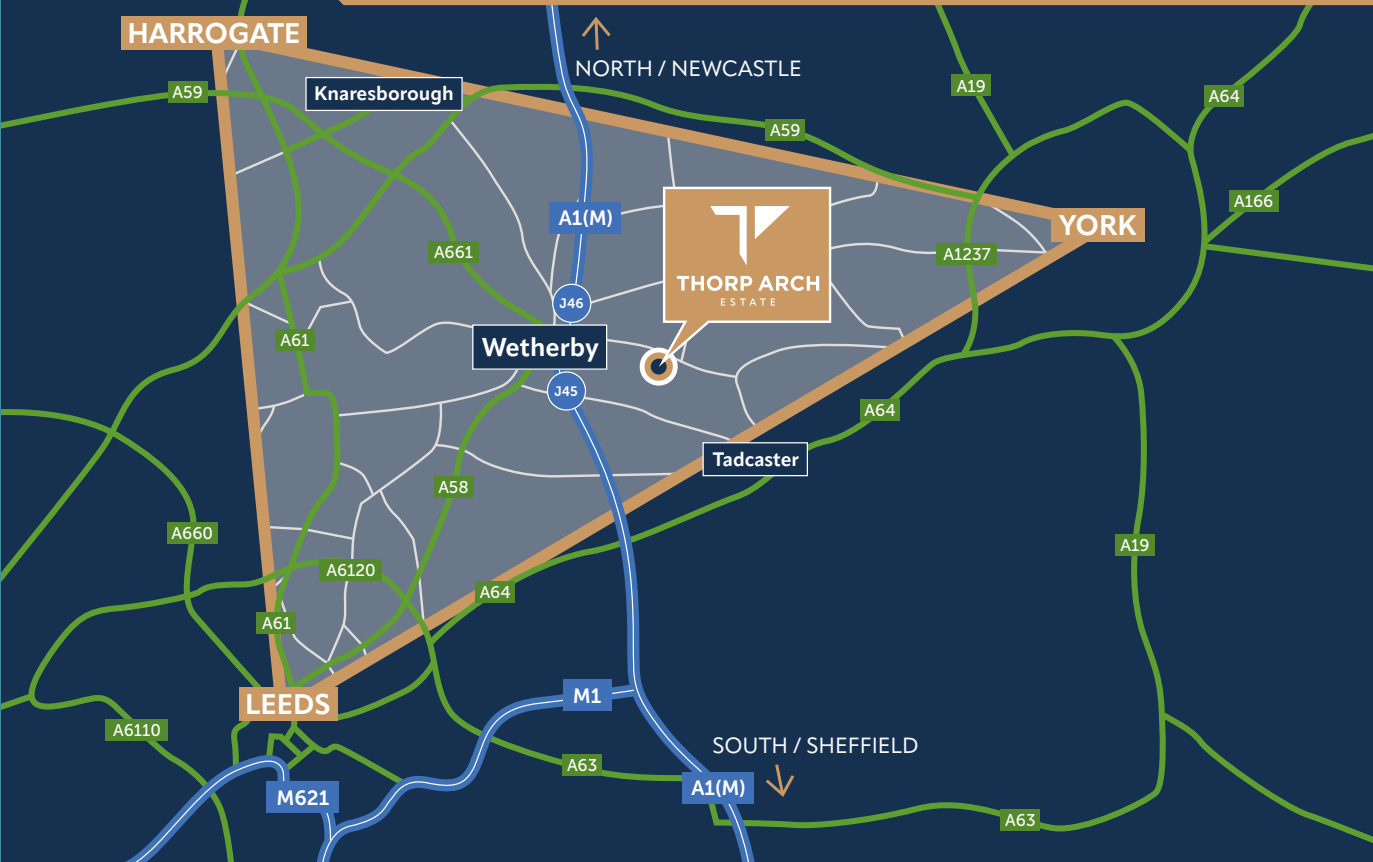 HARROGATE
NORTH / NEWCASTLE
A19
A64
A59
Knaresborough
A59
A166
A1(M)
YORK
A661
A1237
THORP ARCH
ESTATE
J46
A61
Wetherby
J45
A64
Tadcaster
A58
A660
A19
A6120
A64
A61
M1
LEEDS
A6110
SOUTH / SHEFFIELD
A63
A1(M)
M621
A63